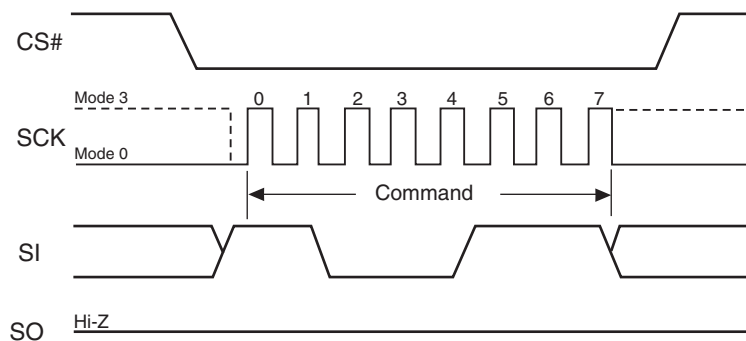 CS#
Mode 3
0 1 2 3 4 5 6 7
SCK
Mode 0
Command
SI
Hi-Z
SO